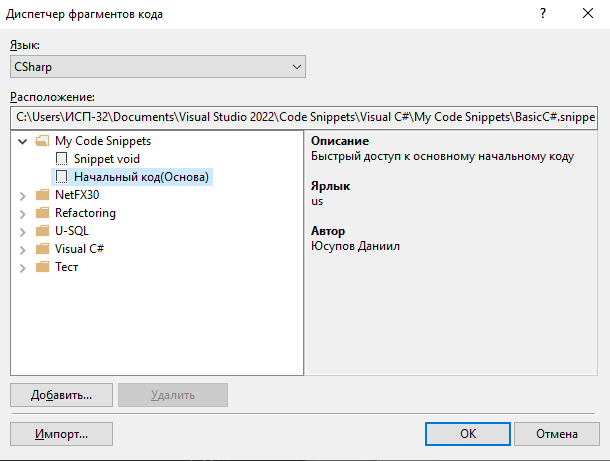 Диспетчер фрагментов кода
?
Язык:
CSharp
Расположение:
C:\Users\ИСП-32\Documents\Visual Studio 2022\Code Snippets\Visual C#\My Code Snippets\BasicC#.snippe
My Code Snippets
Snippet void
Начальный код(Основа)
NetFX30
Refactoring
U-SQL
Visual C#
Тест
Описание
Быстрый доступ к основному начальному коду
Ярлык
us
Автор
Юсупов Даниил
Добавить...
Удалить
Импорт...
OK
Отмена